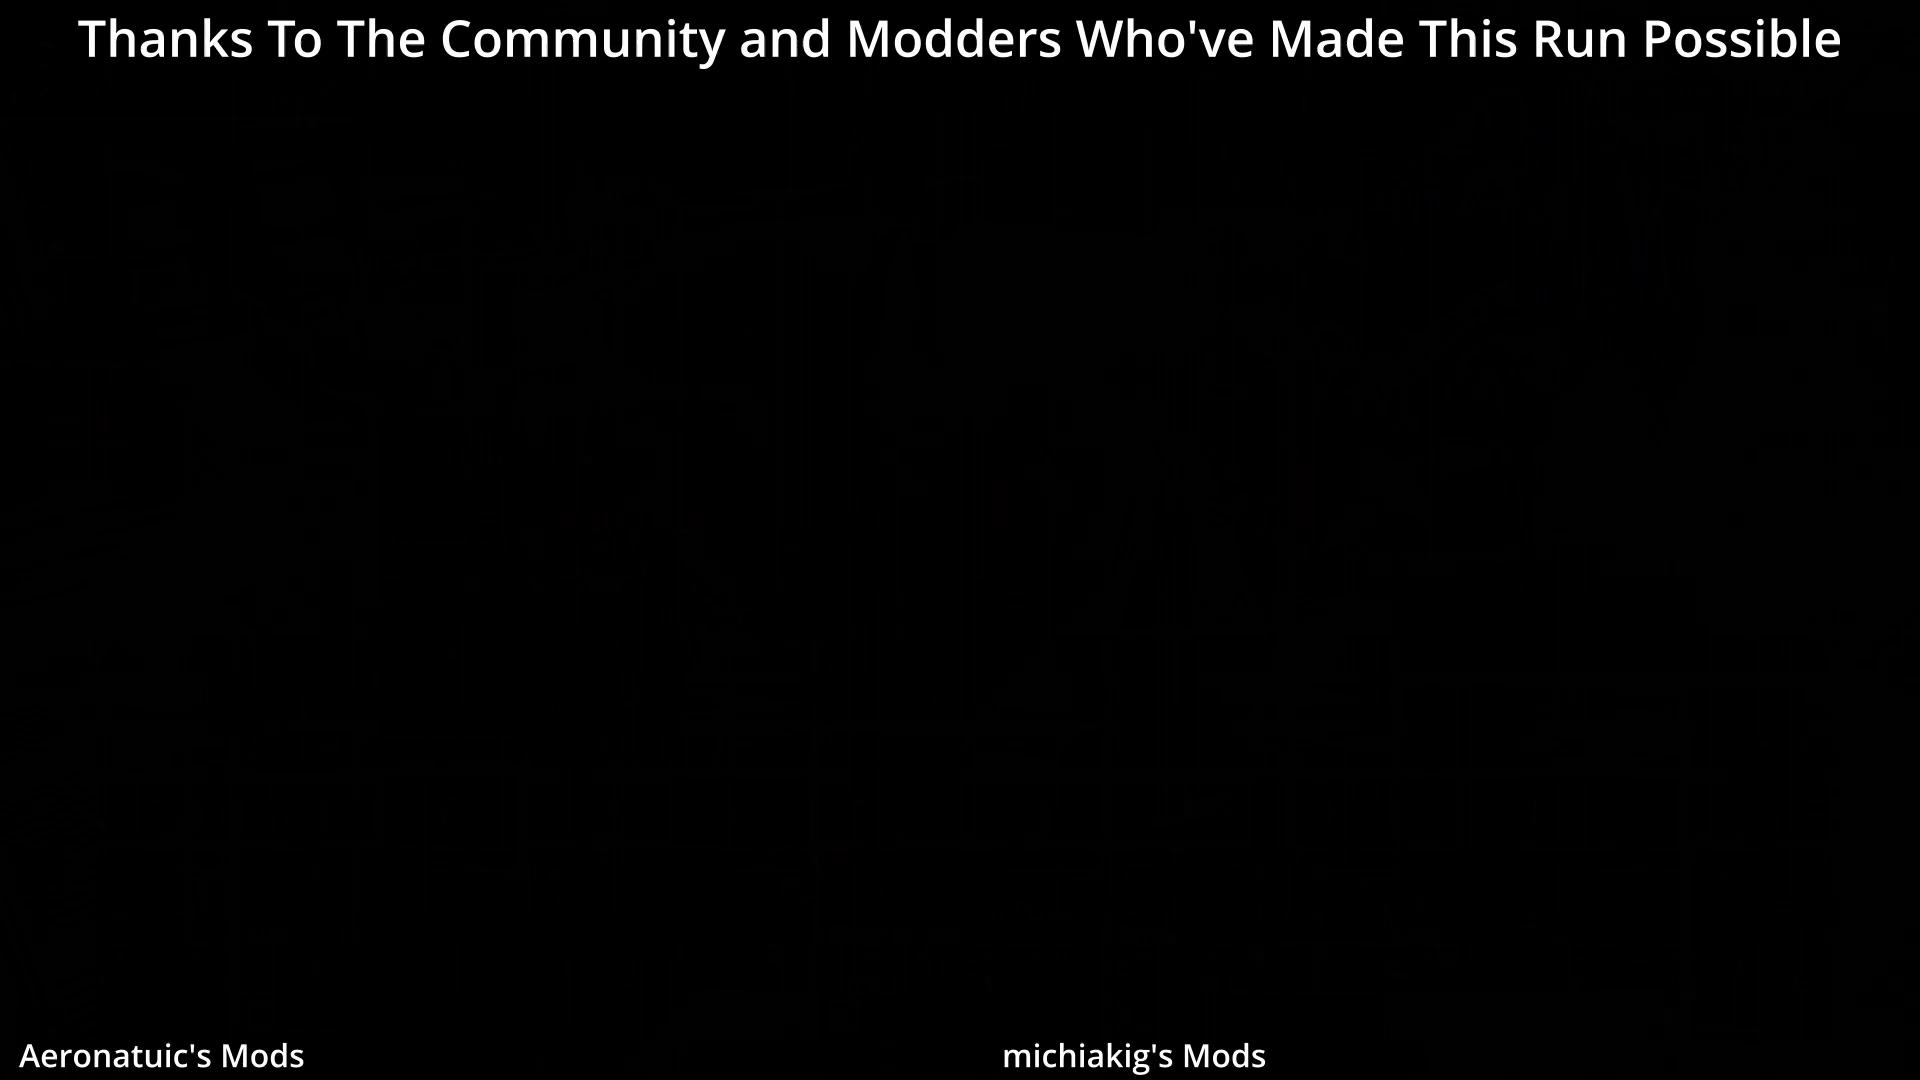 Thanks To The Community and Modders Who've Made This Run Possible
Aeronatuic's Mods
michiakig's Mods